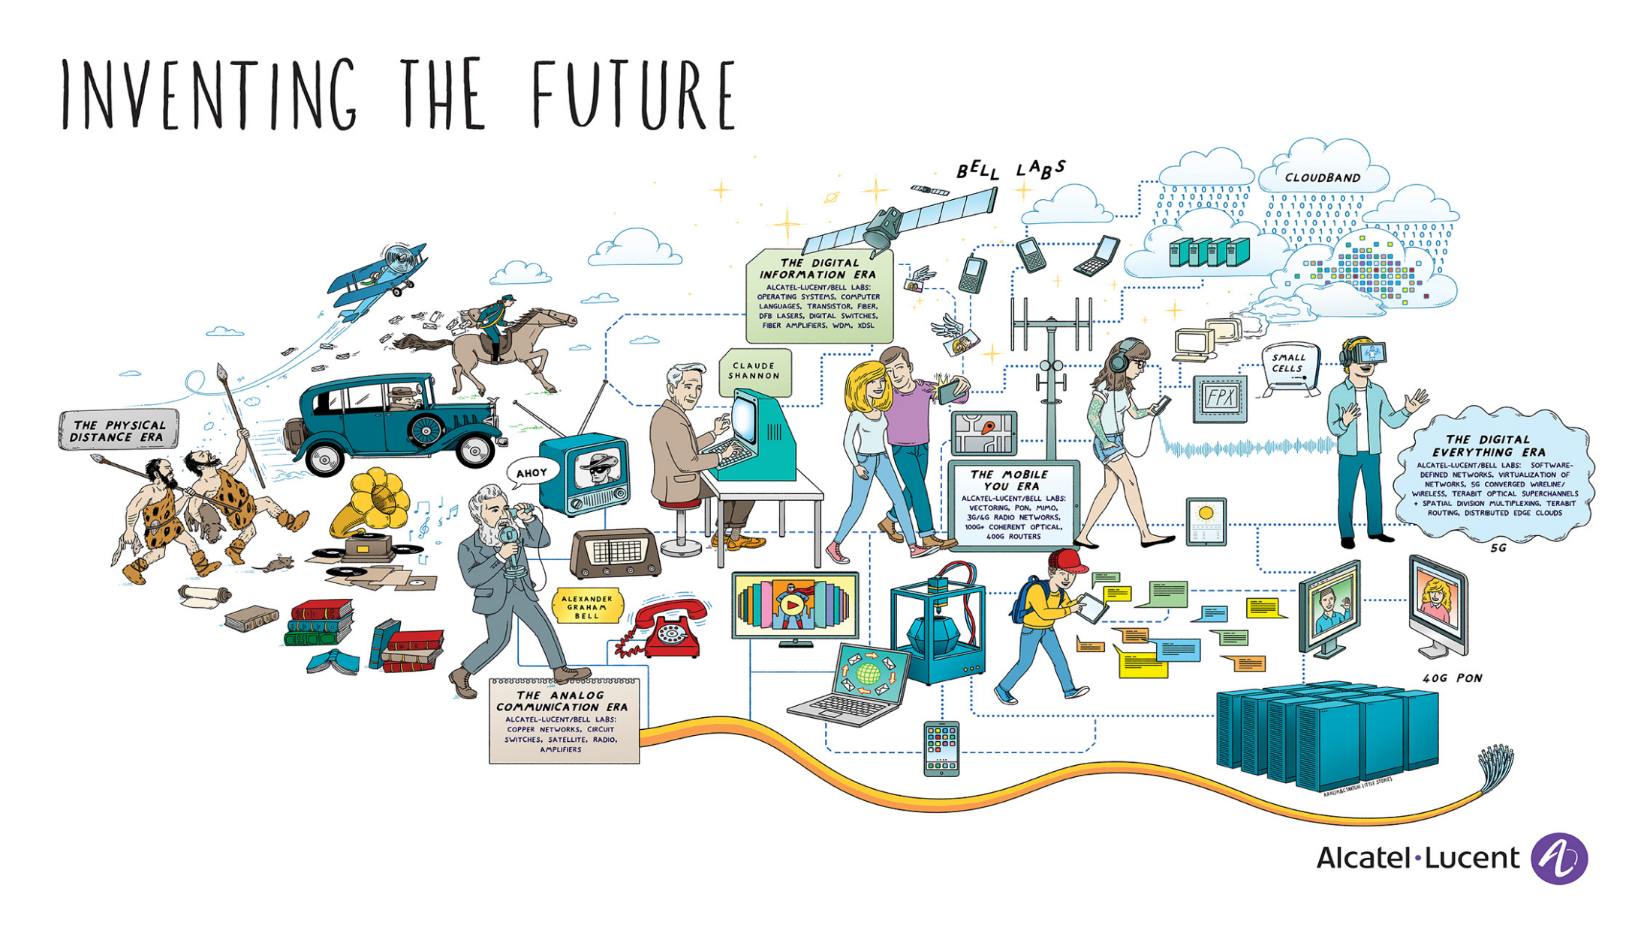 INVENTING THE FUTURE
BELL LABS
CLOUDBAND
THE DIGITAL
INFORMATION ERA
ALCATEL-LUCENT/BELL LABS:
OPERATING SYSTEMS, COMPUTER
LANGUAGES, TRANSISTOR, FIBER,
DFB LASERS, DIGITAL SWITCHES,
FIBER AMPLIFIERS, WDM, XDSL
CLAUDE
SHANNON
SMALL
CELLS
FPX
THE PHYSICAL
DISTANCE ERA
AHOY
THE DIGITAL
EVERYTHING ERA
ALCATEL-LUCENT/BELL LABS: SOFTWARE-
DEFINED NETWORKS, VIRTUALIZATION OF
NETWORKS, 5G CONVERGED WIRELINE/
WIRELESS, TERABIT OPTICAL SUPERCHANNELS
+ SPATIAL DIVISION MULTIPLEXING, TERABIT
ROUTING, DISTRIBUTED EDGE CLOUDS
5G
THE MOBILE
YOU ERA
ALCATEL-LUCENT/BELL LABS:
VECTORING, PON, MIMO,
3G/4G RADIO NETWORKS,
100G+ COHERENT OPTICAL,
400G ROUTERS
ALEXANDER
GRAHAM
BELL
40G PON
THE ANALOG
COMMUNICATION ERA
ALCATEL-LUCENT/BELL LABS:
COPPER NETWORKS, CIRCUIT
SWITCHES, SATELLITE, RADIO,
AMPLIFIERS
LITTLE STORIES
Alcatel·Lucent